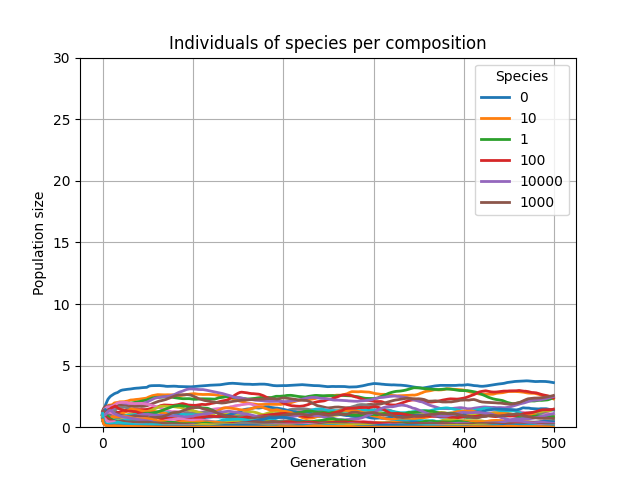 Individuals of species per composition
30
25
20
15
10
5
0
Population size
0 100 200 300 400 500
Generation
Species
0
10
1
100
10000
1000